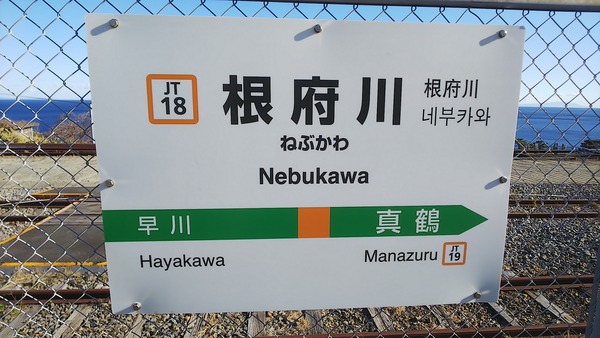 JT
18
根府川
ねぶかわ
Nebukawa
根府川
네부카와
早川
真鶴
Hayakawa
Manazuru
JT
19